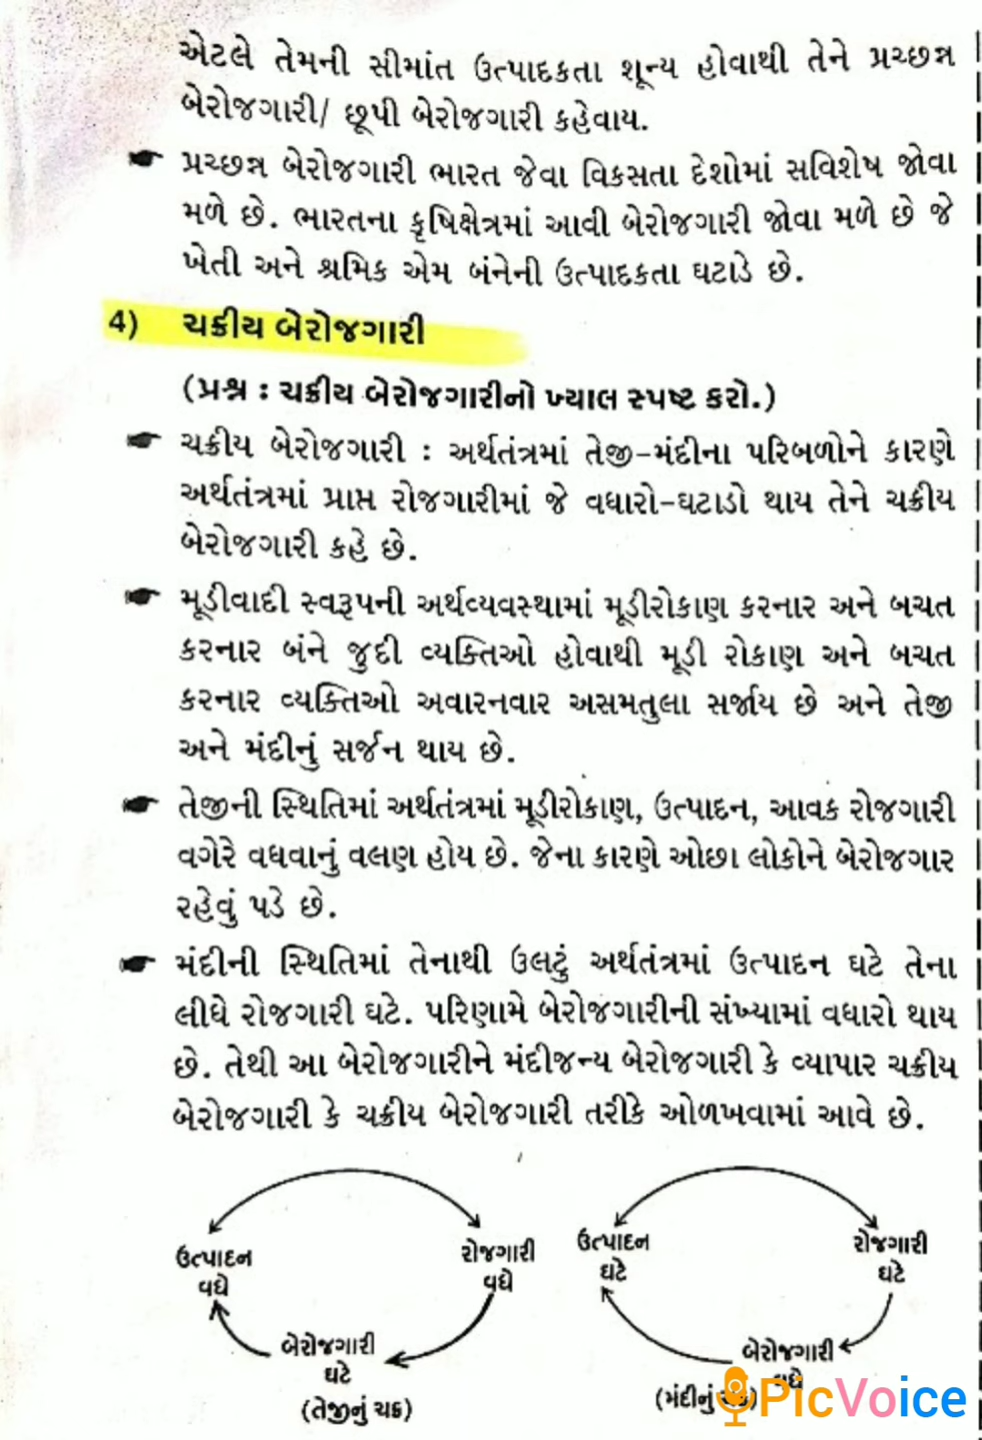 એટલે તેમની સીમાંત ઉત્પાદકતા શૂન્ય હોવાથી તેને પ્રચ્છન્ન
બેરોજગારી/ છૂપી બેરોજગારી કહેવાય.
પ્રચ્છન્ન બેરોજગારી ભારત જેવા વિકસતા દેશોમાં સવિશેષ જોવા
મળે છે. ભારતના કૃષિક્ષેત્રમાં આવી બેરોજગારી જોવા મળે છે જે
ખેતી અને શ્રમિક એમ બંનેની ઉત્પાદકતા ઘટાડે છે.
4) ચક્રીય બેરોજગારી
(પ્રશ્ન : ચક્રીય બેરોજગારીનો ખ્યાલ સ્પષ્ટ કરો.)
ચક્રીય બેરોજગારી : અર્થતંત્રમાં તેજી-મંદીના પરિબળોને કારણે
અર્થતંત્રમાં પ્રાપ્ત રોજગારીમાં જે વધારો-ઘટાડો થાય તેને ચક્રીય
બેરોજગારી કહે છે.
મૂડીવાદી સ્વરૂપની અર્થવ્યવસ્થામાં મૂડીરોકાણ કરનાર અને બચત
કરનાર બંને જુદી વ્યક્તિઓ હોવાથી મૂડી રોકાણ અને બચત
કરનાર વ્યક્તિઓ અવારનવાર અસમતુલા સર્જાય છે અને તેજી
અને મંદીનું સર્જન થાય છે.
તેજીની સ્થિતિમાં અર્થતંત્રમાં મૂડીરોકાણ, ઉત્પાદન, આવક રોજગારી
વગેરે વધવાનું વલણ હોય છે. જેના કારણે ઓછા લોકોને બેરોજગાર
રહેવું પડે છે.
મંદીની સ્થિતિમાં તેનાથી ઉલટું અર્થતંત્રમાં ઉત્પાદન ઘટે તેના
લીધે રોજગારી ઘટે. પરિણામે બેરોજગારીની સંખ્યામાં વધારો થાય
છે. તેથી આ બેરોજગારીને મંદીજન્ય બેરોજગારી કે વ્યાપાર ચક્રીય
બેરોજગારી કે ચક્રીય બેરોજગારી તરીકે ઓળખવામાં આવે છે.
ઉત્પાદન
વધે
રોજગારી
વધે
બેરોજગારી
ઘટે
(તેજીનું ચક્ર)
ઉત્પાદન
ઘટે
રોજગારી
ઘટે
બેરોજગારી
(મંદીનું
PicVoice